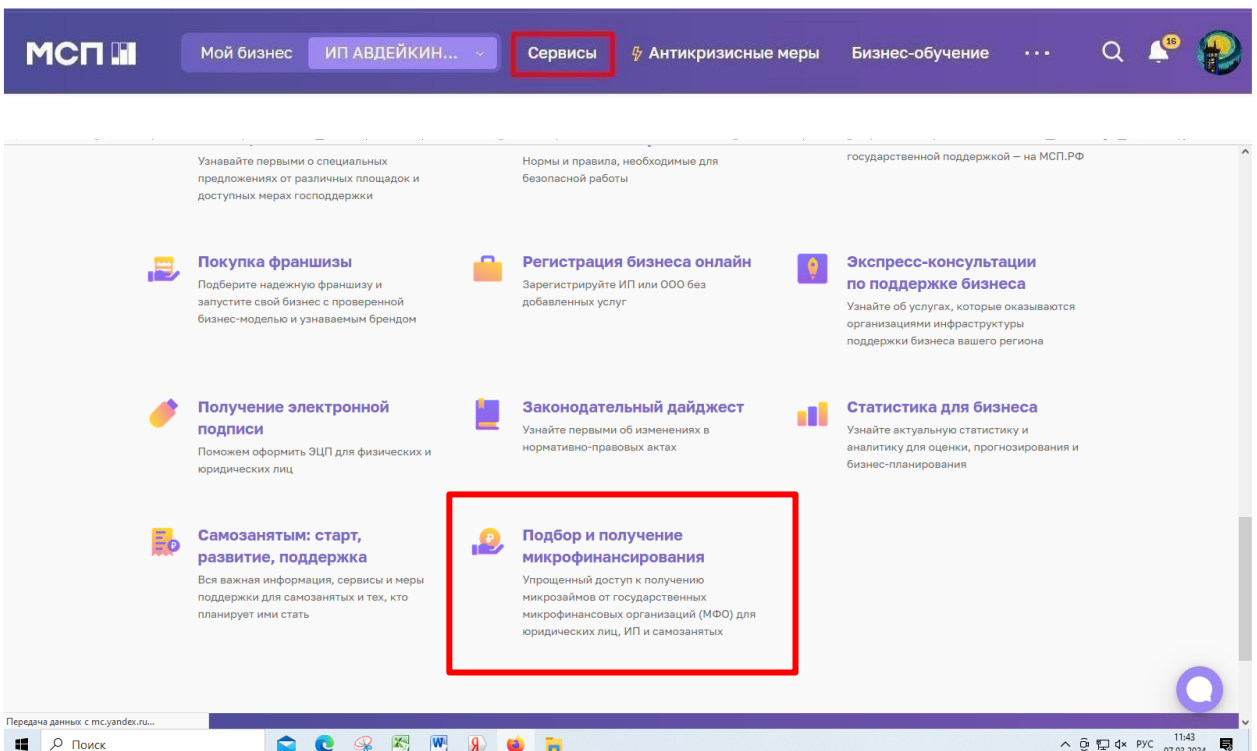 МСП
Мой бизнес ИП АВДЕЙКИН... Сервисы Антикризисные меры Бизнес-обучение ... 16
Узнавайте первыми о специальных
предложениях от различных площадок и
доступных мерах господдержки
Нормы и правила, необходимые для
безопасной работы
государственной поддержкой — на МСП.РФ
Покупка франшизы
Подберите надежную франшизу и
запустите свой бизнес с проверенной
бизнес-моделью и узнаваемым брендом
Регистрация бизнеса онлайн
Зарегистрируйте ИП или ООО без
добавленных услуг
Экспресс-консультации
по поддержке бизнеса
Узнайте об услугах, которые оказываются
организациями инфраструктуры
поддержки бизнеса вашего региона
Получение электронной
подписи
Поможем оформить ЭЦП для физических и
юридических лиц
Законодательный дайджест
Узнайте первыми об изменениях в
нормативно-правовых актах
Статистика для бизнеса
Узнайте актуальную статистику и
аналитику для оценки, прогнозирования и
бизнес-планирования
Самозанятым: старт,
развитие, поддержка
Вся важная информация, сервисы и меры
поддержки для самозанятых и тех, кто
планирует ими стать
Подбор и получение
микрофинансирования
Упрощенный доступ к получению
микрозаймов от государственных
микрофинансовых организаций (МФО) для
юридических лиц, ИП и самозанятых
Передача данных с mc.yandex.ru...
Поиск
РУС
11:43
07.03.2024